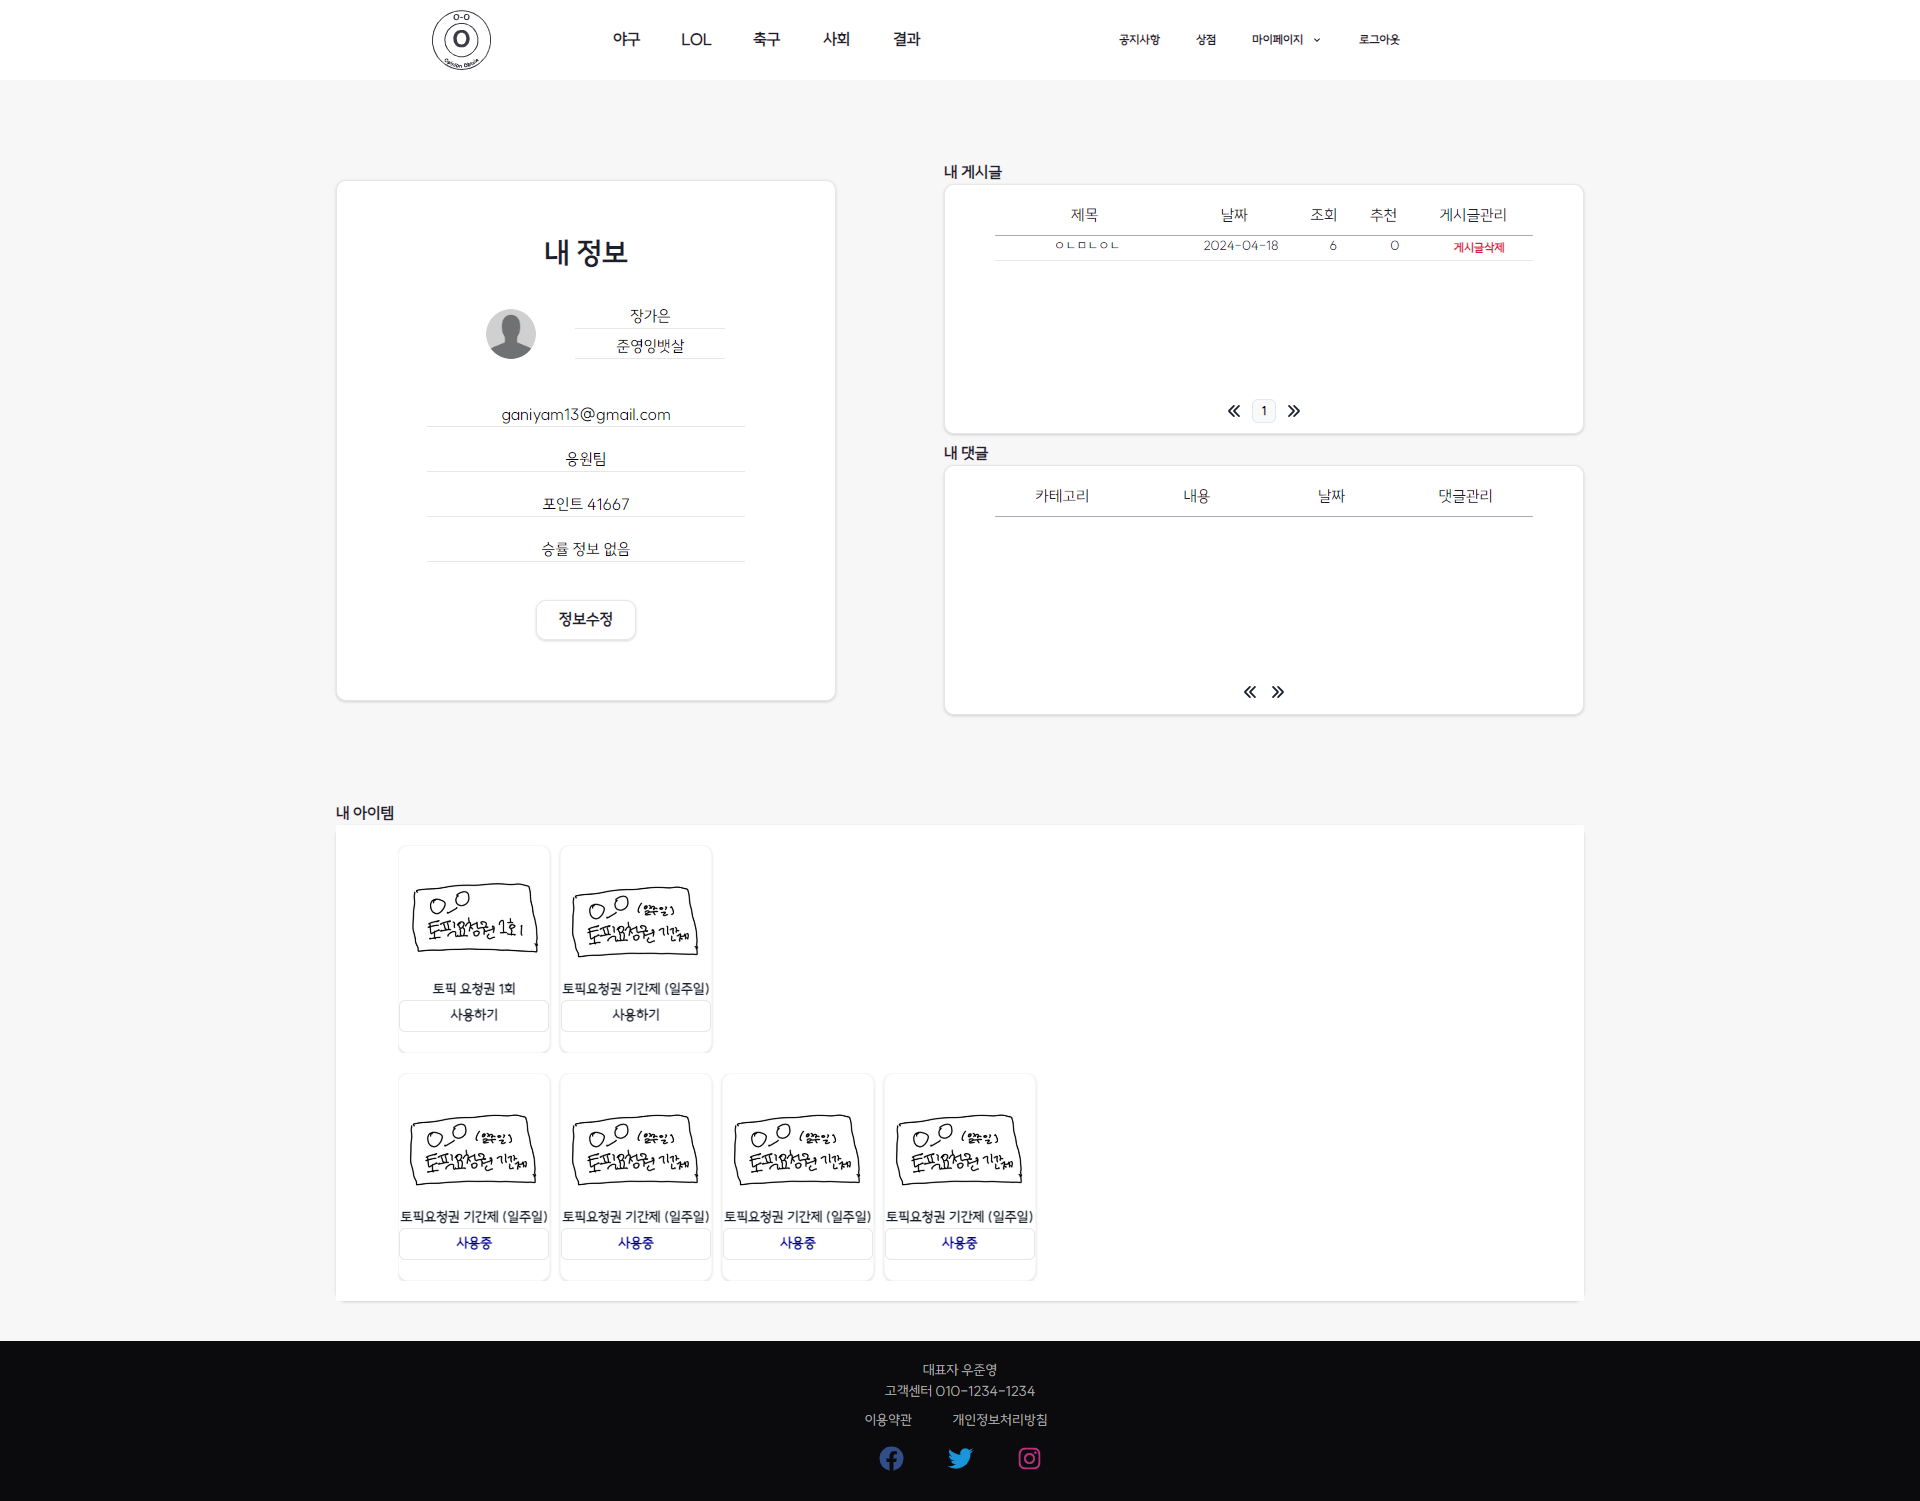 O-O
O
Opinion Opinion
야구 LOL 축구 사회 결과
공지사항 상점 마이페이지 로그아웃
내 정보
장가은
준영잉뱃살
ganiyam13@gmail.com
응원팀
포인트 41667
승률 정보 없음
정보수정
내 게시글
제목 날짜 조회 추천 게시글관리
ㅇㄴㅁㄴㅇㄴ 2024-04-18 6 0 게시글삭제
1
내 댓글
카테고리 내용 날짜 댓글관리
내 아이템
토픽요청권 1회
(일주일)
토픽요청권 기간제
토픽 요청권 1회
토픽요청권 기간제 (일주일)
사용하기
사용하기
(일주일)
토픽요청권 기간제
(일주일)
토픽요청권 기간제
(일주일)
토픽요청권 기간제
(일주일)
토픽요청권 기간제
토픽요청권 기간제 (일주일)
토픽요청권 기간제 (일주일)
토픽요청권 기간제 (일주일)
토픽요청권 기간제 (일주일)
사용중
사용중
사용중
사용중
대표자 우준영
고객센터 010-1234-1234
이용약관 개인정보처리방침